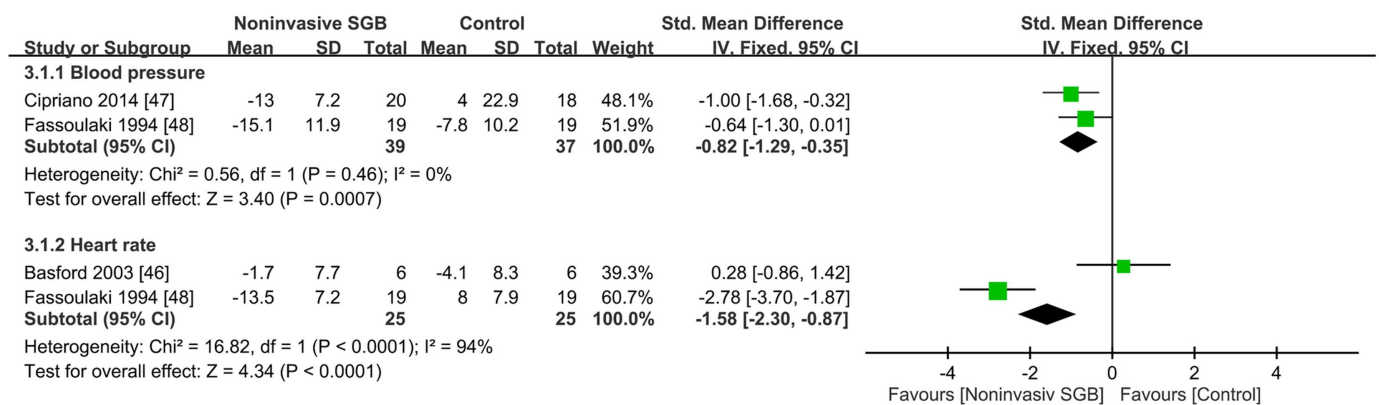 Noninvasive SGB Control Std. Mean Difference Std. Mean Difference
Study or Subgroup Mean SD Total Mean SD Total Weight IV. Fixed. 95% CI IV. Fixed. 95% CI
3.1.1 Blood pressure
Cipriano 2014 [47] -13 7.2 20 4 22.9 18 48.1% -1.00 [-1.68, -0.32]
Fassoulaki 1994 [48] -15.1 11.9 19 -7.8 10.2 19 51.9% -0.64 [-1.30, 0.01]
Subtotal (95% CI) 39 37 100.0% -0.82 [-1.29, -0.35]
Heterogeneity: Chi² = 0.56, df = 1 (P = 0.46); I² = 0%
Test for overall effect: Z = 3.40 (P = 0.0007)
3.1.2 Heart rate
Basford 2003 [46] -1.7 7.7 6 -4.1 8.3 6 39.3% 0.28 [-0.86, 1.42]
Fassoulaki 1994 [48] -13.5 7.2 19 8 7.9 19 60.7% -2.78 [-3.70, -1.87]
Subtotal (95% CI) 25 25 100.0% -1.58 [-2.30, -0.87]
Heterogeneity: Chi² = 16.82, df = 1 (P < 0.0001); I² = 94%
Test for overall effect: Z = 4.34 (P < 0.0001)
-4 -2 0 2 4
Favours [Noninvasiv SGB] Favours [Control]